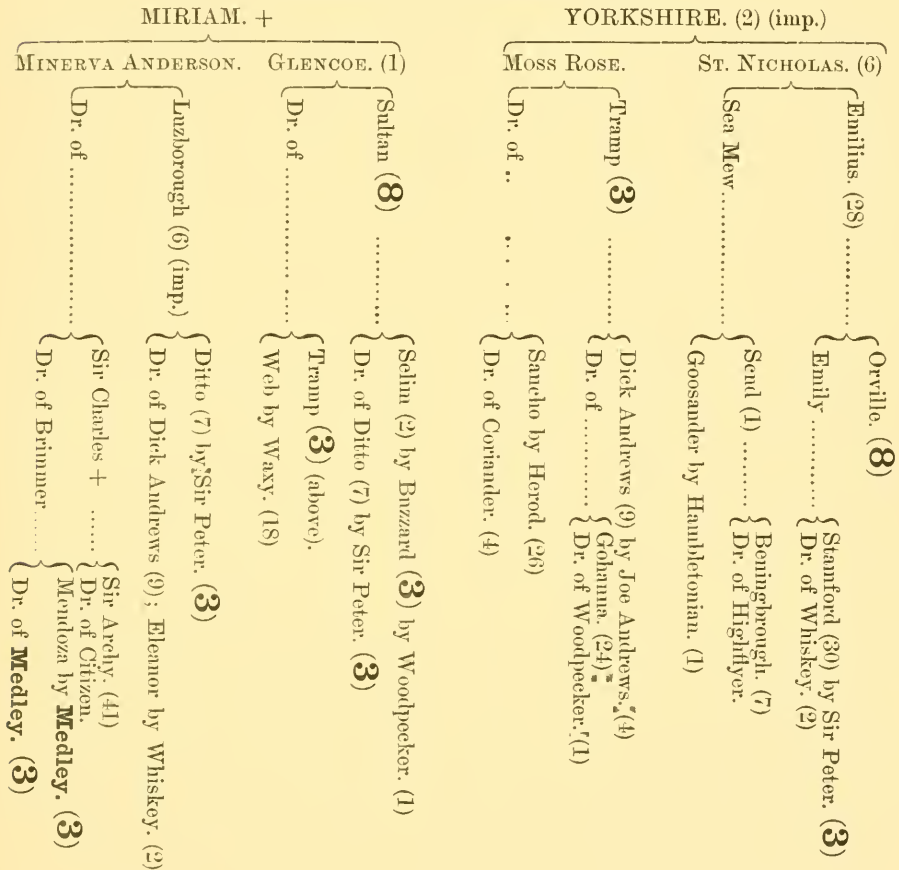 MIRIAM. +
YORKSHIRE. (2) (imp.)
MINERVA ANDERSON.
GLENCOE. (1)
MOSS ROSE.
ST. NICHOLAS. (6)
Emilius. (28) ..........
Sea Mew ..............
Tramp (3) ..........
Dr. of .. . . . .
Sultan (8) ..........
Dr. of ................
Luzborough (6) (imp.)
Dr. of ................
Orville. (8)
Emily ..........
Send (1) ..........
Goosander by Hambletonian. (1)
Dick Andrews (9) by Joe Andrews. (4)
Dr. of ..........
Sancho by Herod. (26)
Dr. of Coriander. (4)
Selim (2) by Buzzard (3) by Woodpecker. (1)
Dr. of Ditto (7) by Sir Peter. (3)
Tramp (3) (above).
Web by Waxy. (18)
Ditto (7) by Sir Peter. (3)
Dr. of Dick Andrews (9); Eleanor by Whiskey. (2)
Sir Charles + ......
Dr. of Brimmer ......
Stamford (30) by Sir Peter. (3)
Dr. of Whiskey. (2)
Beningbrough. (7)
Dr. of Highflyer.
Gohanna. (24)
Dr. of Woodpecker. (1)
Sir Archy. (41)
Dr. of Citizen.
Mendoza by Medley. (3)
Dr. of Medley. (3)